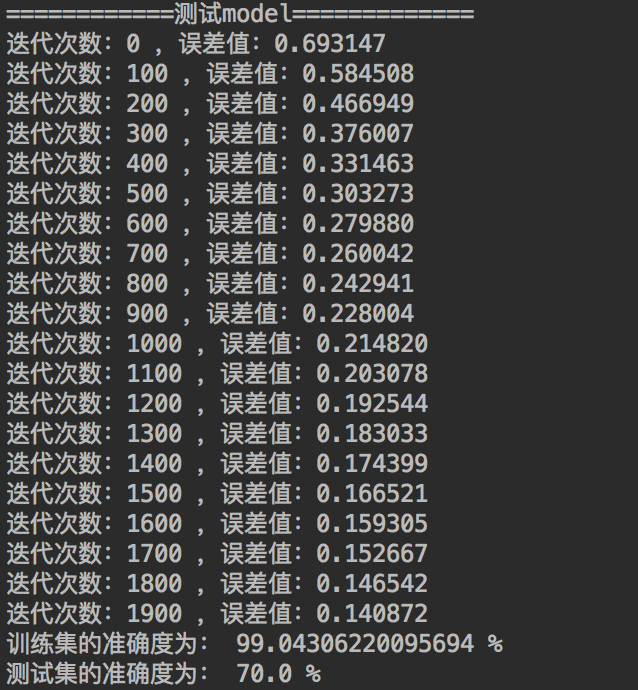 ============测试model=============
迭代次数: 0 , 误差值: 0.693147
迭代次数: 100 , 误差值: 0.584508
迭代次数: 200 , 误差值: 0.466949
迭代次数: 300 , 误差值: 0.376007
迭代次数: 400 , 误差值: 0.331463
迭代次数: 500 , 误差值: 0.303273
迭代次数: 600 , 误差值: 0.279880
迭代次数: 700 , 误差值: 0.260042
迭代次数: 800 , 误差值: 0.242941
迭代次数: 900 , 误差值: 0.228004
迭代次数: 1000 , 误差值: 0.214820
迭代次数: 1100 , 误差值: 0.203078
迭代次数: 1200 , 误差值: 0.192544
迭代次数: 1300 , 误差值: 0.183033
迭代次数: 1400 , 误差值: 0.174399
迭代次数: 1500 , 误差值: 0.166521
迭代次数: 1600 , 误差值: 0.159305
迭代次数: 1700 , 误差值: 0.152667
迭代次数: 1800 , 误差值: 0.146542
迭代次数: 1900 , 误差值: 0.140872
训练集的准确度为: 99.04306220095694 %
测试集的准确度为: 70.0 %